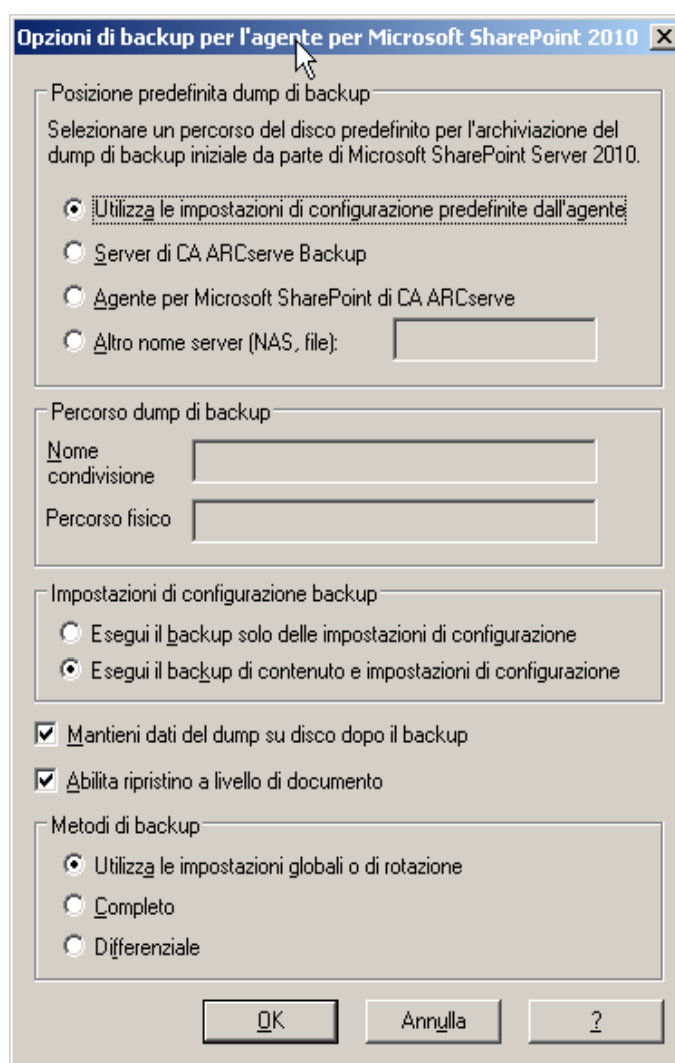 Opzioni di backup per l'agente per Microsoft SharePoint 2010
Posizione predefinita dump di backup
Selezionare un percorso del disco predefinito per l'archiviazione del
dump di backup iniziale da parte di Microsoft SharePoint Server 2010.
Utilizza le impostazioni di configurazione predefinite dall'agente
Server di CA ARCserve Backup
Agente per Microsoft SharePoint di CA ARCserve
Altro nome server (NAS, file):
Percorso dump di backup
Nome
condivisione
Percorso fisico
Impostazioni di configurazione backup
Esegui il backup solo delle impostazioni di configurazione
Esegui il backup di contenuto e impostazioni di configurazione
Mantieni dati del dump su disco dopo il backup
Abilita ripristino a livello di documento
Metodi di backup
Utilizza le impostazioni globali o di rotazione
Completo
Differenziale
OK Annulla ?